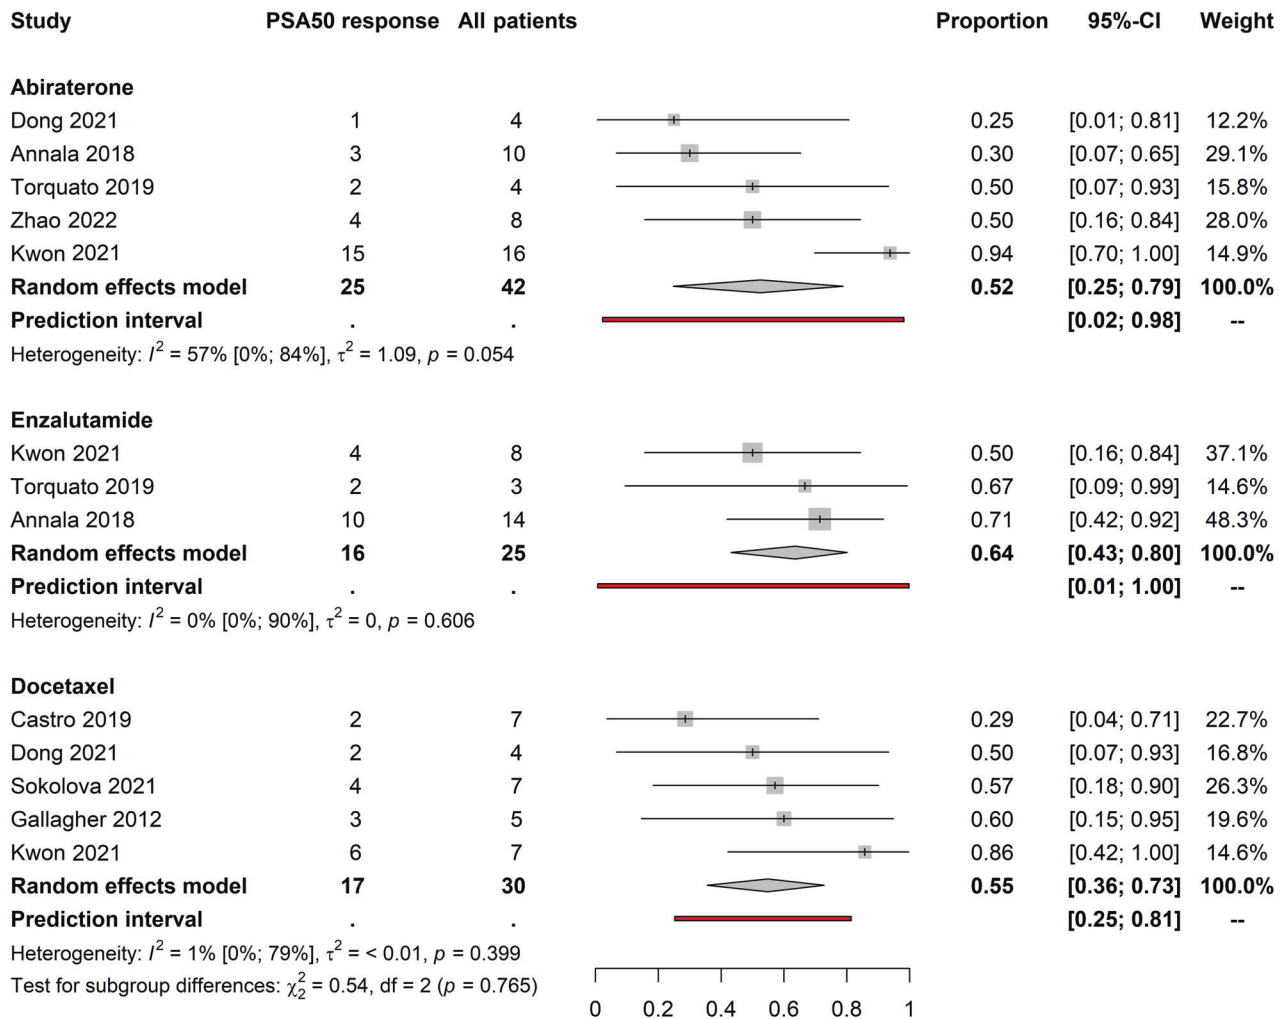 Study PSA50 response All patients Proportion 95%-CI Weight
Abiraterone
Dong 2021 1 4 0.25 [0.01; 0.81] 12.2%
Annala 2018 3 10 0.30 [0.07; 0.65] 29.1%
Torquato 2019 2 4 0.50 [0.07; 0.93] 15.8%
Zhao 2022 4 8 0.50 [0.16; 0.84] 28.0%
Kwon 2021 15 16 0.94 [0.70; 1.00] 14.9%
Random effects model 25 42 0.52 [0.25; 0.79] 100.0%
Prediction interval . . [0.02; 0.98] --
Heterogeneity: I² = 57% [0%; 84%], τ² = 1.09, p = 0.054
Enzalutamide
Kwon 2021 4 8 0.50 [0.16; 0.84] 37.1%
Torquato 2019 2 3 0.67 [0.09; 0.99] 14.6%
Annala 2018 10 14 0.71 [0.42; 0.92] 48.3%
Random effects model 16 25 0.64 [0.43; 0.80] 100.0%
Prediction interval . . [0.01; 1.00] --
Heterogeneity: I² = 0% [0%; 90%], τ² = 0, p = 0.606
Docetaxel
Castro 2019 2 7 0.29 [0.04; 0.71] 22.7%
Dong 2021 2 4 0.50 [0.07; 0.93] 16.8%
Sokolova 2021 4 7 0.57 [0.18; 0.90] 26.3%
Gallagher 2012 3 5 0.60 [0.15; 0.95] 19.6%
Kwon 2021 6 7 0.86 [0.42; 1.00] 14.6%
Random effects model 17 30 0.55 [0.36; 0.73] 100.0%
Prediction interval . . [0.25; 0.81] --
Heterogeneity: I² = 1% [0%; 79%], τ² = < 0.01, p = 0.399
Test for subgroup differences: χ²₂ = 0.54, df = 2 (p = 0.765)
0 0.2 0.4 0.6 0.8 1